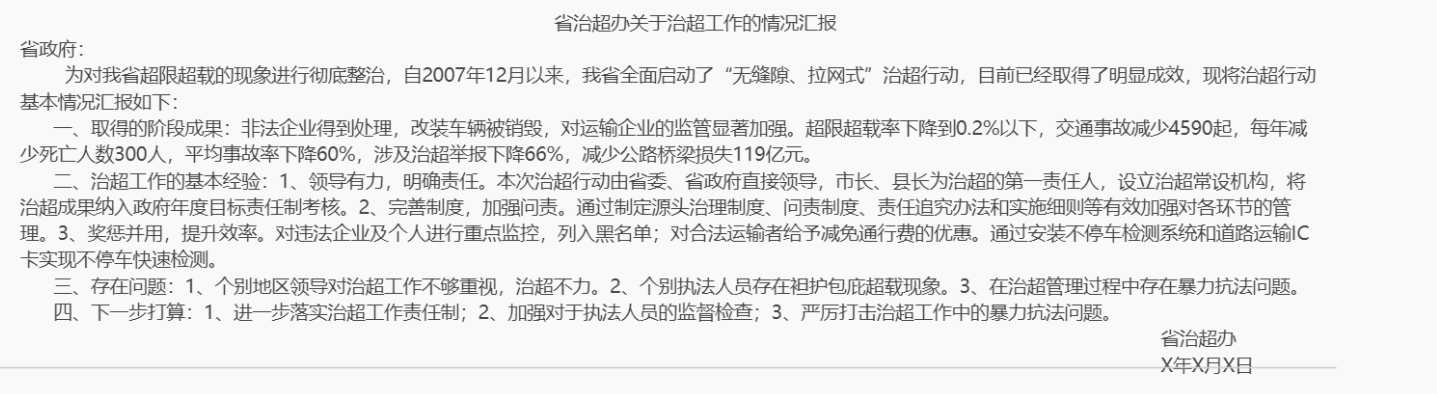 省治超办关于治超工作的情况汇报
省政府：
为对我省超限超载的现象进行彻底整治，自2007年12月以来，我省全面启动了“无缝隙、拉网式”治超行动，目前已经取得了明显成效，现将治超行动
基本情况汇报如下：
一、取得的阶段成果：非法企业得到处理，改装车辆被销毁，对运输企业的监管显著加强。超限超载率下降到0.2%以下，交通事故减少4590起，每年减
少死亡人数300人，平均事故率下降60%，涉及治超举报下降66%，减少公路桥梁损失119亿元。
二、治超工作的基本经验：1、领导有力，明确责任。本次治超行动由省委、省政府直接领导，市长、县长为治超的第一责任人，设立治超常设机构，将
治超成果纳入政府年度目标责任制考核。2、完善制度，加强问责。通过制定源头治理制度、问责制度、责任追究办法和实施细则等有效加强对各环节的管
理。3、奖惩并用，提升效率。对违法企业及个人进行重点监控，列入黑名单；对合法运输者给予减免通行费的优惠。通过安装不停车检测系统和道路运输IC
卡实现不停车快速检测。
三、存在问题：1、个别地区领导对治超工作不够重视，治超不力。2、个别执法人员存在袒护包庇超载现象。3、在治超管理过程中存在暴力抗法问题。
四、下一步打算：1、进一步落实治超工作责任制；2、加强对于执法人员的监督检查；3、严厉打击治超工作中的暴力抗法问题。
省治超办
X年X月X日